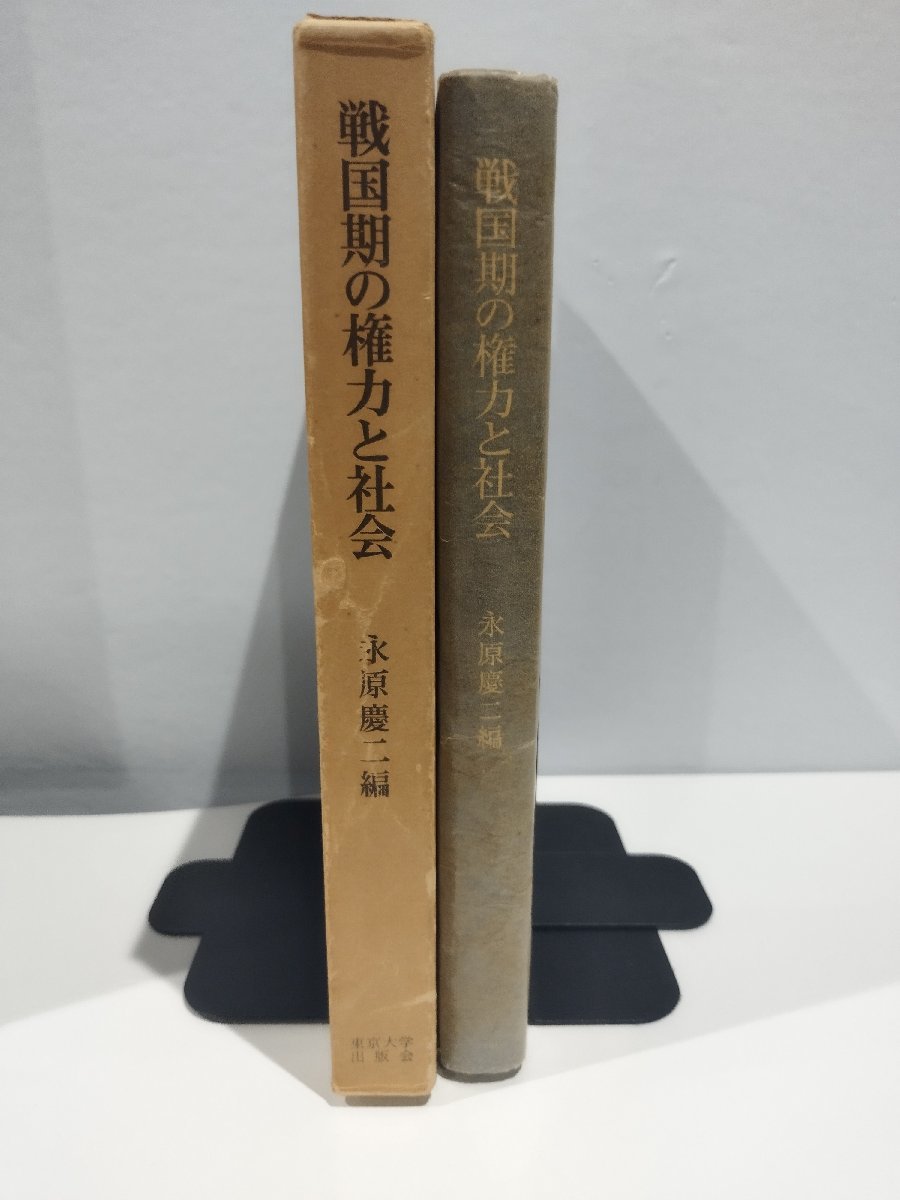 戦国期の権力と社会
永原慶二編
東京大学
出版会
戦国期の権力と社会
永原慶二編